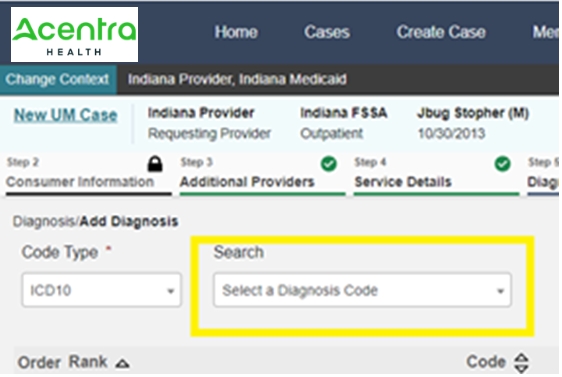 Acentra
HEALTH
Home Cases Create Case
Change Context Indiana Provider, Indiana Medicaid
New UM Case Indiana Provider Indiana FSSA Jbug Stopher (M)
Requesting Provider Outpatient 10/30/2013
Step 2 Step 3 Step 4 Step 5
Consumer Information Additional Providers Service Details Diag
Diagnosis/Add Diagnosis
Code Type * Search
ICD10 Select a Diagnosis Code
Order Rank Code